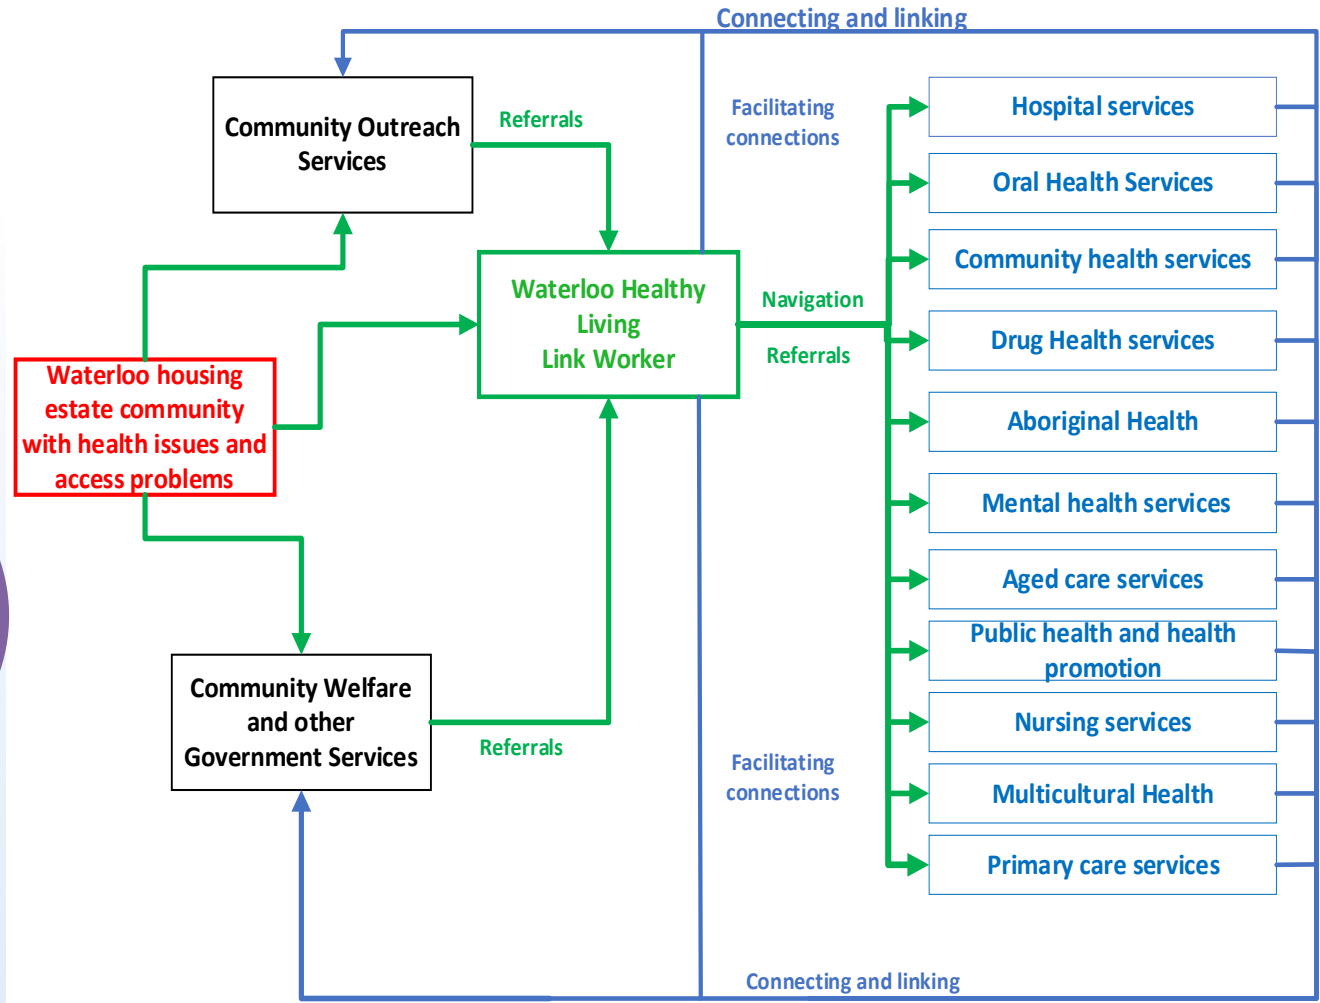 Connecting and linking
Community Outreach
Services
Referrals
Facilitating
connections
Waterloo Healthy
Living
Link Worker
Navigation
Referrals
Waterloo housing
estate community
with health issues and
access problems
Community Welfare
and other
Government Services
Referrals
Facilitating
connections
Hospital services
Oral Health Services
Community health services
Drug Health services
Aboriginal Health
Mental health services
Aged care services
Public health and health
promotion
Nursing services
Multicultural Health
Primary care services
Connecting and linking